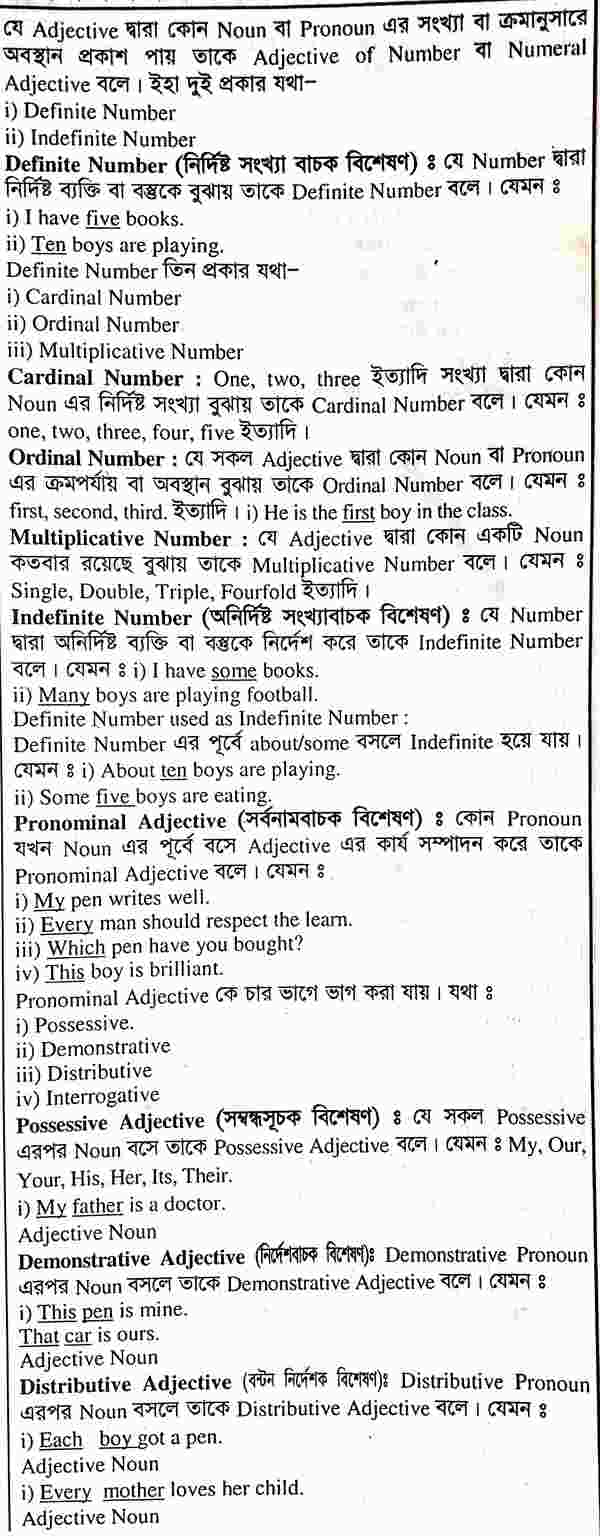 যে Adjective দ্বারা কোন Noun বা Pronoun এর সংখ্যা বা ক্রমানুসারে
অবস্থান প্রকাশ পায় তাকে Adjective of Number বা Numeral
Adjective বলে। ইহা দুই প্রকার যথা–
i) Definite Number
ii) Indefinite Number
Definite Number (নির্দিষ্ট সংখ্যা বাচক বিশেষণ) ঃ যে Number দ্বারা
নির্দিষ্ট ব্যক্তি বা বস্তুকে বুঝায় তাকে Definite Number বলে। যেমন ঃ
i) I have five books.
ii) Ten boys are playing.
Definite Number তিন প্রকার যথা–
i) Cardinal Number
ii) Ordinal Number
iii) Multiplicative Number
Cardinal Number : One, two, three ইত্যাদি সংখ্যা দ্বারা কোন
Noun এর নির্দিষ্ট সংখ্যা বুঝায় তাকে Cardinal Number বলে। যেমন ঃ
one, two, three, four, five ইত্যাদি।
Ordinal Number : যে সকল Adjective দ্বারা কোন Noun বা Pronoun
এর ক্রমপর্যায় বা অবস্থান বুঝায় তাকে Ordinal Number বলে। যেমন ঃ
first, second, third. ইত্যাদি। i) He is the first boy in the class.
Multiplicative Number : যে Adjective দ্বারা কোন একটি Noun
কতবার রয়েছে বুঝায় তাকে Multiplicative Number বলে। যেমন ঃ
Single, Double, Triple, Fourfold ইত্যাদি।
Indefinite Number (অনির্দিষ্ট সংখ্যাবাচক বিশেষণ) ঃ যে Number
দ্বারা অনির্দিষ্ট ব্যক্তি বা বস্তুকে নির্দেশ করে তাকে Indefinite Number
বলে। যেমন ঃ i) I have some books.
ii) Many boys are playing football.
Definite Number used as Indefinite Number :
Definite Number এর পূর্বে about/some বসলে Indefinite হয়ে যায়।
যেমন ঃ i) About ten boys are playing.
ii) Some five boys are eating.
Pronominal Adjective (সর্বনামবাচক বিশেষণ) ঃ কোন Pronoun
যখন Noun এর পূর্বে বসে Adjective এর কার্য সম্পাদন করে তাকে
Pronominal Adjective বলে। যেমন ঃ
i) My pen writes well.
ii) Every man should respect the learn.
iii) Which pen have you bought?
iv) This boy is brilliant.
Pronominal Adjective কে চার ভাগে ভাগ করা যায়। যথা ঃ
i) Possessive.
ii) Demonstrative
iii) Distributive
iv) Interrogative
Possessive Adjective (সম্বন্ধসূচক বিশেষণ) ঃ যে সকল Possessive
এরপর Noun বসে তাকে Possessive Adjective বলে। যেমন ঃ My, Our,
Your, His, Her, Its, Their.
i) My father is a doctor.
Adjective Noun
Demonstrative Adjective (নির্দেশবাচক বিশেষণ)ঃ Demonstrative Pronoun
এরপর Noun বসলে তাকে Demonstrative Adjective বলে। যেমন ঃ
i) This pen is mine.
That car is ours.
Adjective Noun
Distributive Adjective (বন্টন নির্দেশক বিশেষণ)ঃ Distributive Pronoun
এরপর Noun বসলে তাকে Distributive Adjective বলে। যেমন ঃ
i) Each boy got a pen.
Adjective Noun
i) Every mother loves her child.
Adjective Noun